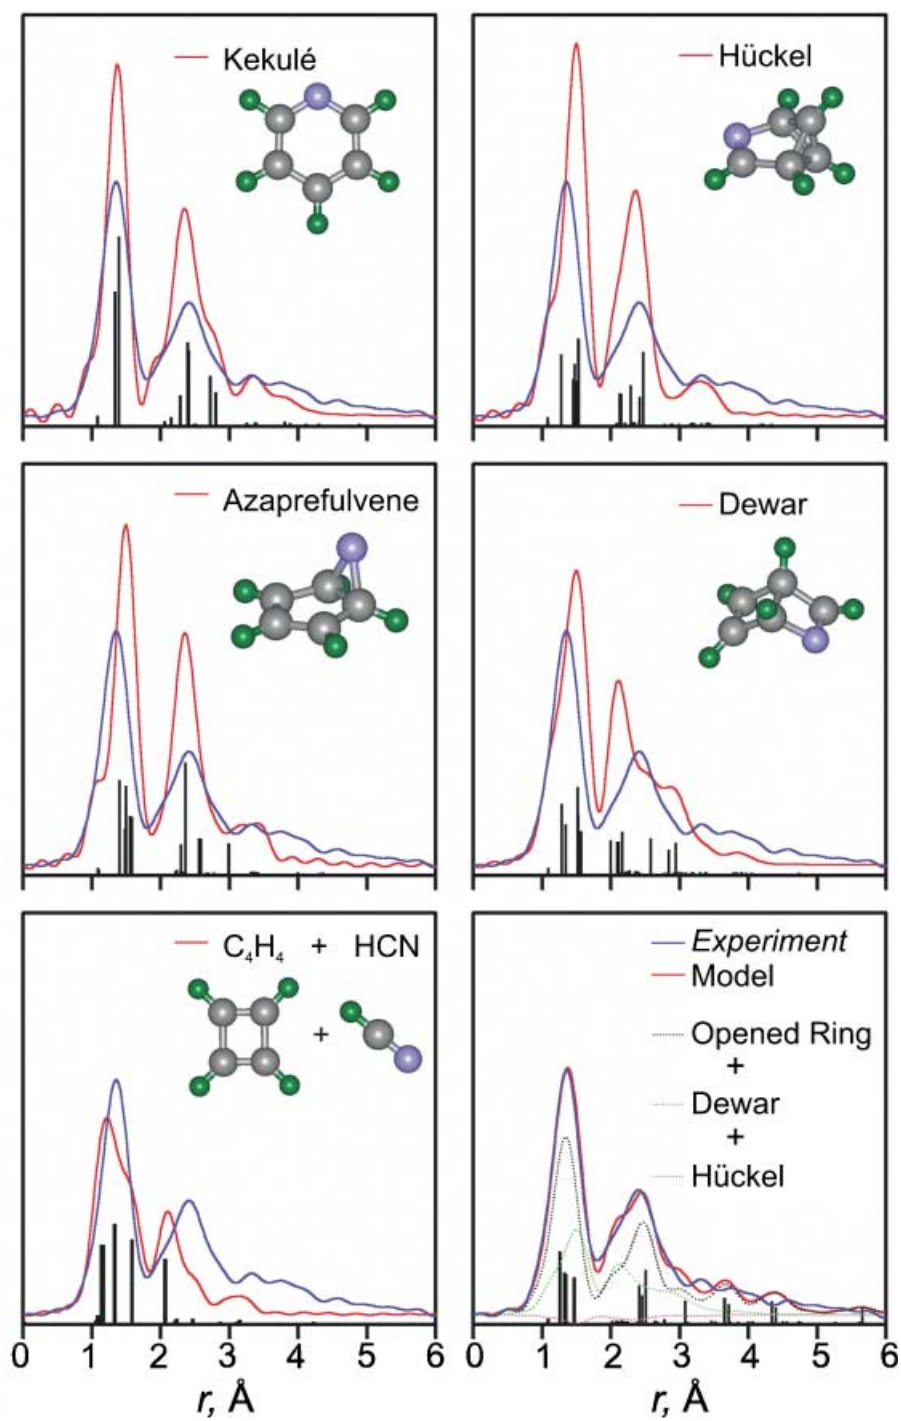 Kekulé
Hückel
Azaprefulvene
Dewar
C₄H₄ + HCN
+
Experiment
Model
Opened Ring
+
Dewar
+
Hückel
0 1 2 3 4 5 6
0 1 2 3 4 5 6
r, Å
r, Å